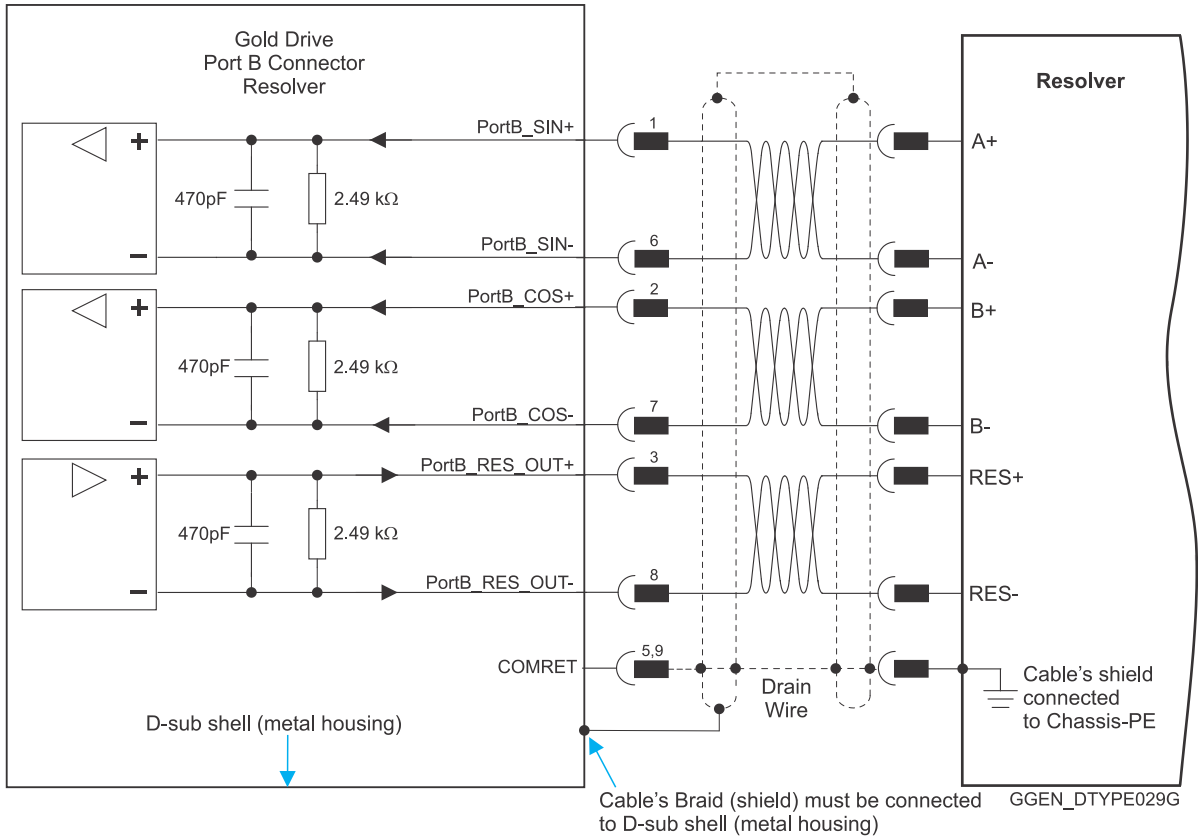 Gold Drive
Port B Connector
Resolver
Resolver
PortB_SIN+
1
A+
+
470pF
2.49 kΩ
PortB_SIN-
6
-
A-
PortB_COS+
2
B+
+
470pF
2.49 kΩ
PortB_COS-
7
-
B-
PortB_RES_OUT+
3
RES+
+
470pF
2.49 kΩ
PortB_RES_OUT-
8
-
RES-
COMRET
5,9
Drain
Wire
Cable's shield
connected
to Chassis-PE
D-sub shell (metal housing)
Cable's Braid (shield) must be connected
to D-sub shell (metal housing)
GGEN_DTYPE029G